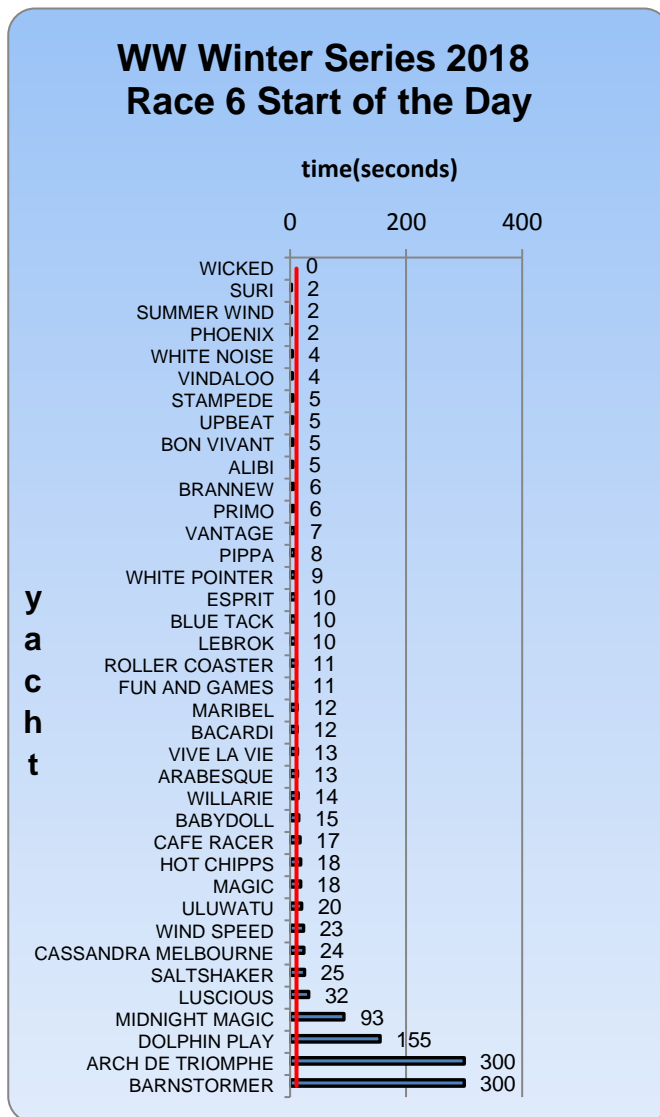 WW Winter Series 2018
Race 6 Start of the Day
time(seconds)
0 200 400
WICKED 0
SURI 2
SUMMER WIND 2
PHOENIX 2
WHITE NOISE 4
VINDALOO 4
STAMPEDE 5
UPBEAT 5
BON VIVANT 5
ALIBI 5
BRANNEW 6
PRIMO 6
VANTAGE 7
PIPPA 8
WHITE POINTER 9
ESPRIT 10
BLUE TACK 10
LEBROK 10
ROLLER COASTER 11
FUN AND GAMES 11
MARIBEL 12
BACARDI 12
VIVE LA VIE 13
ARABESQUE 13
WILLARIE 14
BABYDOLL 15
CAFE RACER 17
HOT CHIPPS 18
MAGIC 18
ULUWATU 20
WIND SPEED 23
CASSANDRA MELBOURNE 24
SALTSHAKER 25
LUSCIOUS 32
MIDNIGHT MAGIC 93
DOLPHIN PLAY 155
ARCH DE TRIOMPHE 300
BARNSTORMER 300
yacht